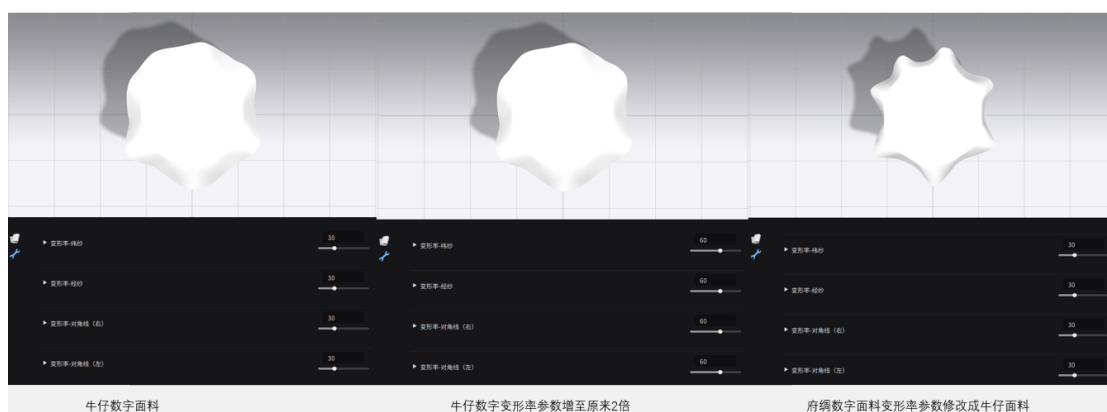 变形率-纬纱 30
变形率-经纱 30
变形率-对角线（右） 30
变形率-对角线（左） 30
牛仔数字面料
变形率-纬纱 60
变形率-经纱 60
变形率-对角线（右） 60
变形率-对角线（左） 60
牛仔数字变形率参数增至原来2倍
变形率-纬纱 30
变形率-经纱 30
变形率-对角线（右） 30
变形率-对角线（左） 30
府绸数字面料变形率参数修改成牛仔面料